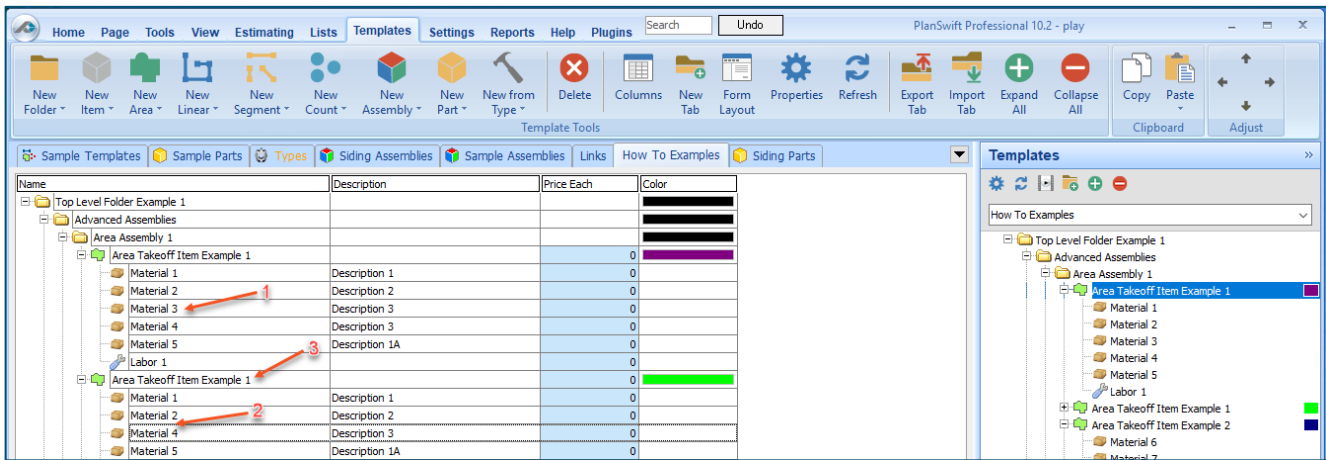 Home Page Tools View Estimating Lists Templates Settings Reports Help Plugins Search Undo PlanSwift Professional 10.2 - play
New Folder New Item New Area New Linear New Segment New Count New Assembly New Part New from Type Delete Columns New Tab Form Layout Properties Refresh Export Tab Import Tab Expand All Collapse All Copy Paste
Template Tools Clipboard Adjust
Sample Templates Sample Parts Types Siding Assemblies Sample Assemblies Links How To Examples Siding Parts
Name Description Price Each Color
Top Level Folder Example 1
Advanced Assemblies
Area Assembly 1
Area Takeoff Item Example 1 0
Material 1 Description 1 0
Material 2 Description 2 0
1
Material 3 Description 3 0
Material 4 Description 3 0
Material 5 Description 1A 0
3
Labor 1 0
Area Takeoff Item Example 1 0
Material 1 Description 1 0
Material 2 Description 2 0
2
Material 4 Description 3 0
Material 5 Description 1A 0
Templates
How To Examples
Top Level Folder Example 1
Advanced Assemblies
Area Assembly 1
Area Takeoff Item Example 1
Material 1
Material 2
Material 3
Material 4
Material 5
Labor 1
Area Takeoff Item Example 1
Area Takeoff Item Example 2
Material 6
Material 7